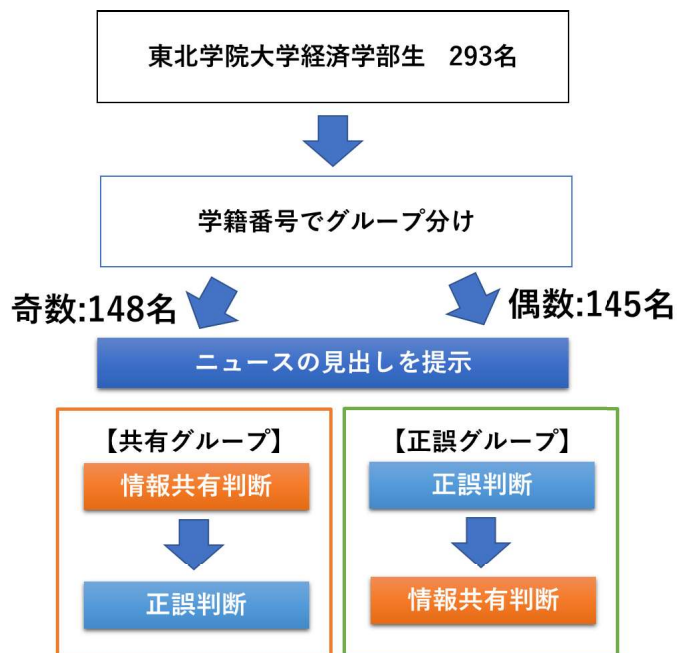 東北学院大学経済学部生　293名
学籍番号でグループ分け
奇数:148名
偶数:145名
ニュースの見出しを提示
【共有グループ】
情報共有判断
正誤判断
【正誤グループ】
正誤判断
情報共有判断